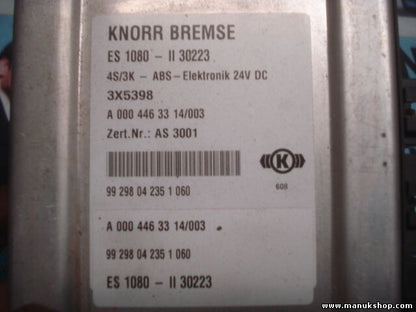 KNORR BREMSE
ES 1080 - II 30223
4S/3K - ABS-Elektronik 24V DC
3X5398
A 000 446 33 14/003
Zert.Nr.: AS 3001
K
608
99 298 04 235 1 060
A 000 446 33 14/003
99 298 04 235 1 060
ES 1080 - II 30223
www.manukshop.com